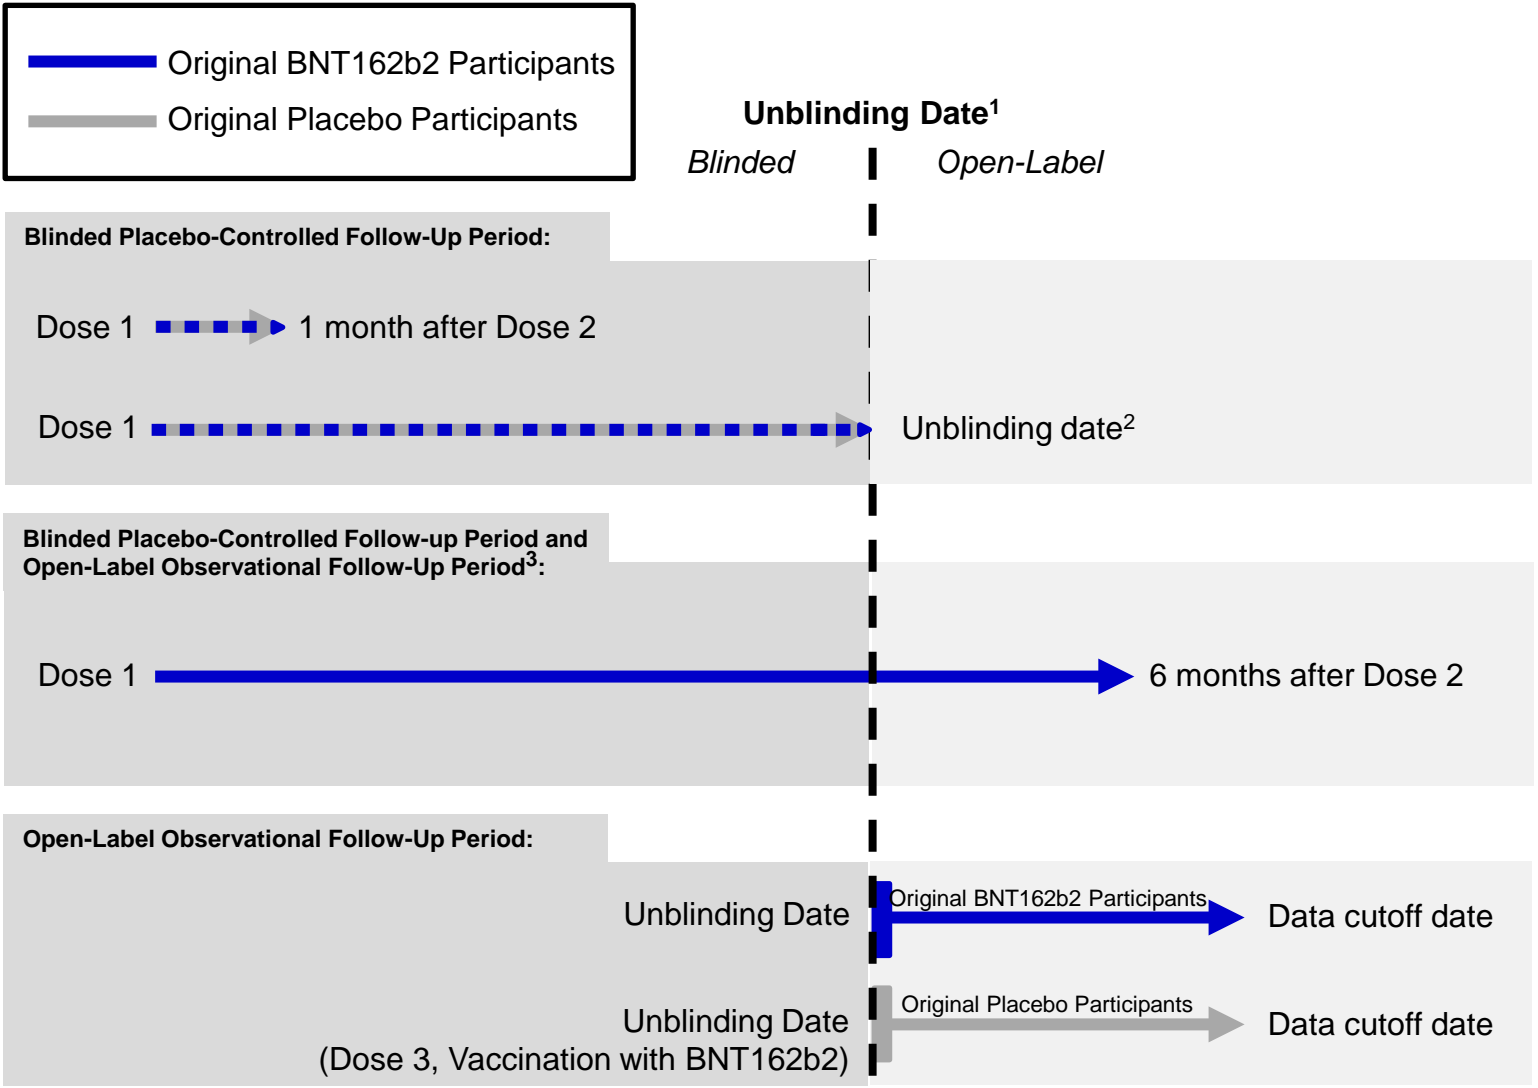 Original BNT162b2 Participants
Original Placebo Participants
Unblinding Date¹
Blinded
Open-Label
Blinded Placebo-Controlled Follow-Up Period:
Dose 1
1 month after Dose 2
Dose 1
Unblinding date²
Blinded Placebo-Controlled Follow-up Period and
Open-Label Observational Follow-Up Period³:
Dose 1
6 months after Dose 2
Open-Label Observational Follow-Up Period:
Unblinding Date
Original BNT162b2 Participants
Data cutoff date
Unblinding Date
(Dose 3, Vaccination with BNT162b2)
Original Placebo Participants
Data cutoff date